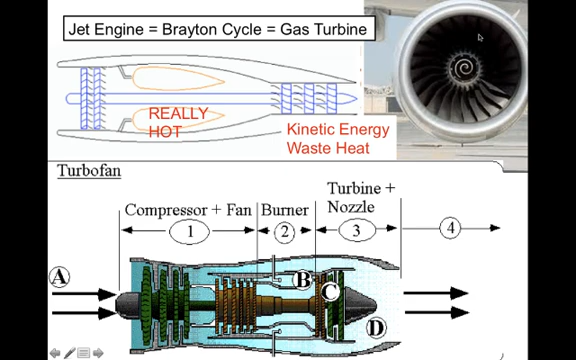 Jet Engine = Brayton Cycle = Gas Turbine
REALLY
HOT
Kinetic Energy
Waste Heat
Turbofan
Compressor + Fan
Burner
Turbine +
Nozzle
1
2
3
4
A
B
C
D